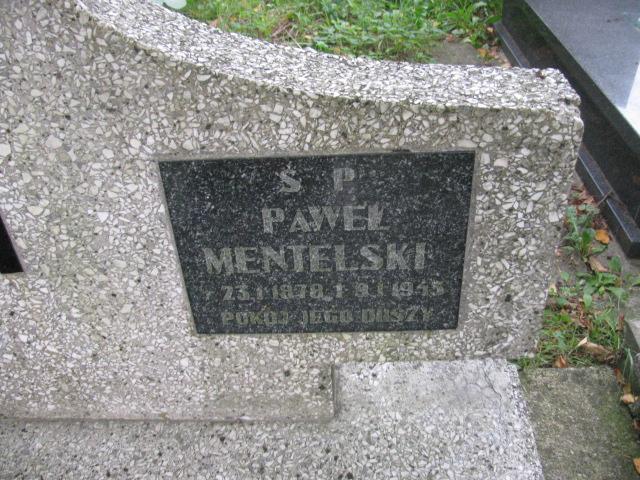 S P
PAWEŁ
MENTELSKI
* 23.I 1878 † 9.I 1945
POKÓJ JEGO DUSZY